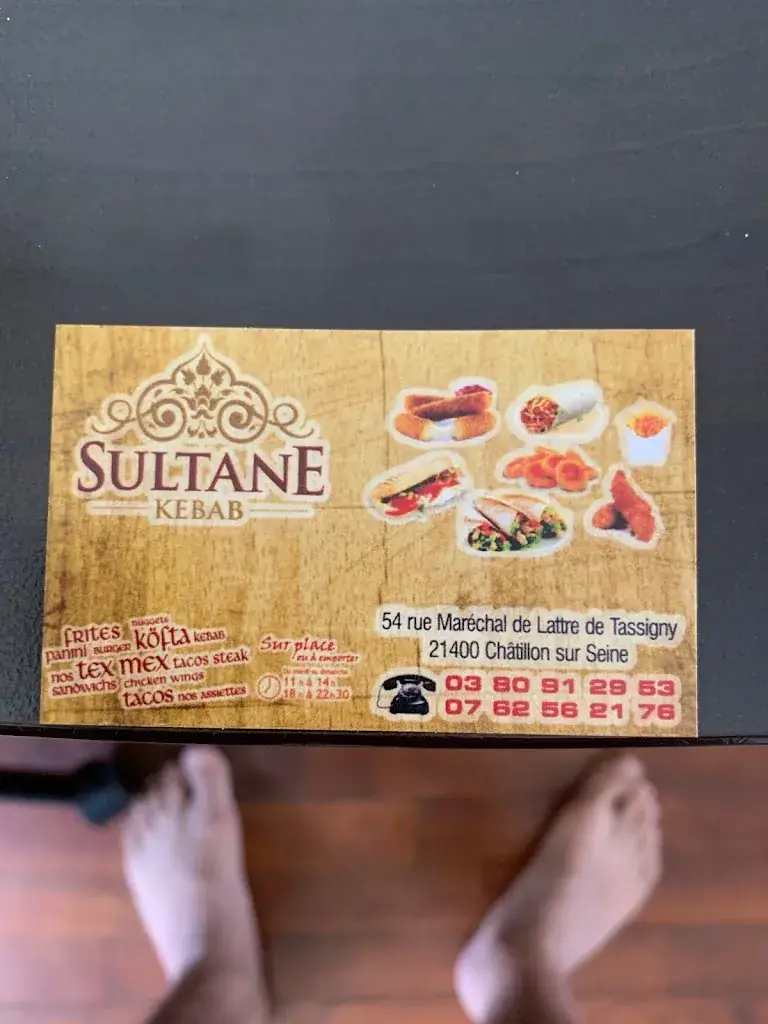 SULTANE
KEBAB
nuggets
frites
panini BURGER köfta KEBAB
nos tex mex tacos steak
sandwichs chicken wings
tacos nos assiettes
Sur place
ou à emporter
11h à 14h
18h à 22h30
54 rue Maréchal de Lattre de Tassigny
21400 Châtillon sur Seine
03 80 91 29 53
07 62 56 21 76